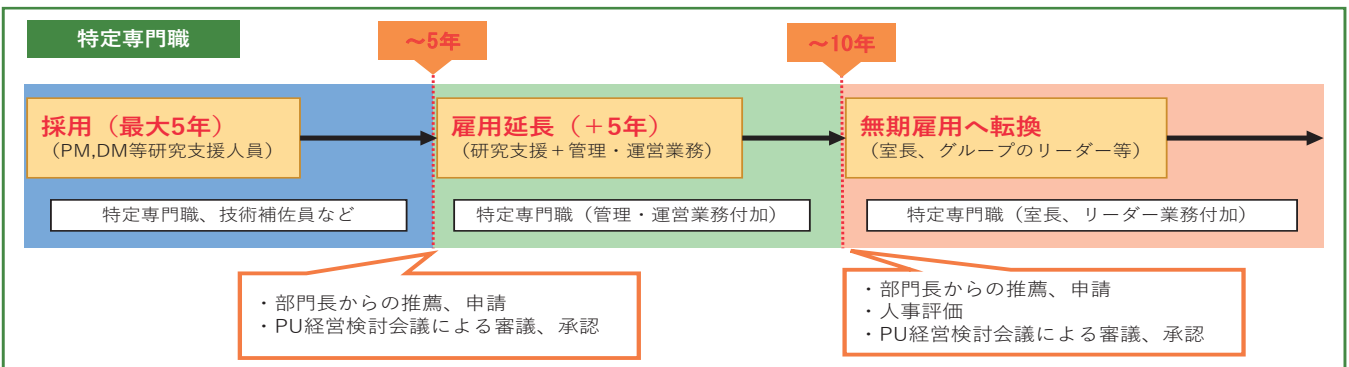 特定専門職
～5年
～10年
採用（最大5年）
（PM,DM等研究支援人員）
雇用延長（＋5年）
（研究支援＋管理・運営業務）
無期雇用へ転換
（室長、グループのリーダー等）
特定専門職、技術補佐員など
特定専門職（管理・運営業務付加）
特定専門職（室長、リーダー業務付加）
・部門長からの推薦、申請
・PU経営検討会議による審議、承認
・部門長からの推薦、申請
・人事評価
・PU経営検討会議による審議、承認